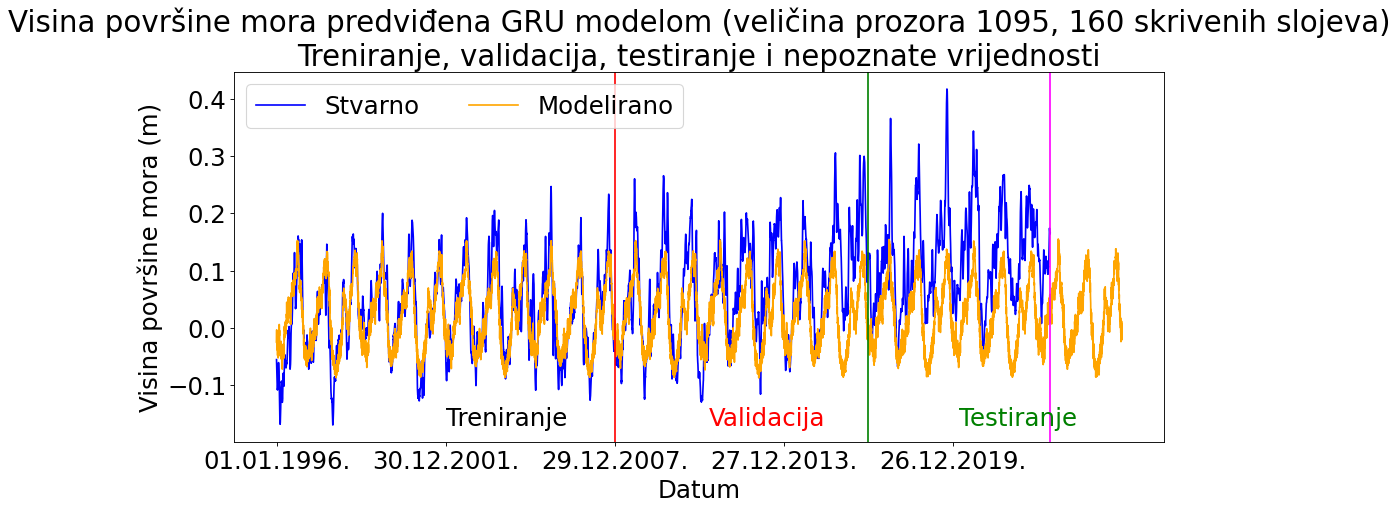 Visina površine mora predviđena GRU modelom (veličina prozora 1095, 160 skrivenih slojeva)
Treniranje, validacija, testiranje i nepoznate vrijednosti
Stvarno
Modelirano
Visina površine mora (m)
0.4
0.3
0.2
0.1
0.0
−0.1
Treniranje
Validacija
Testiranje
01.01.1996.
30.12.2001.
29.12.2007.
27.12.2013.
26.12.2019.
Datum